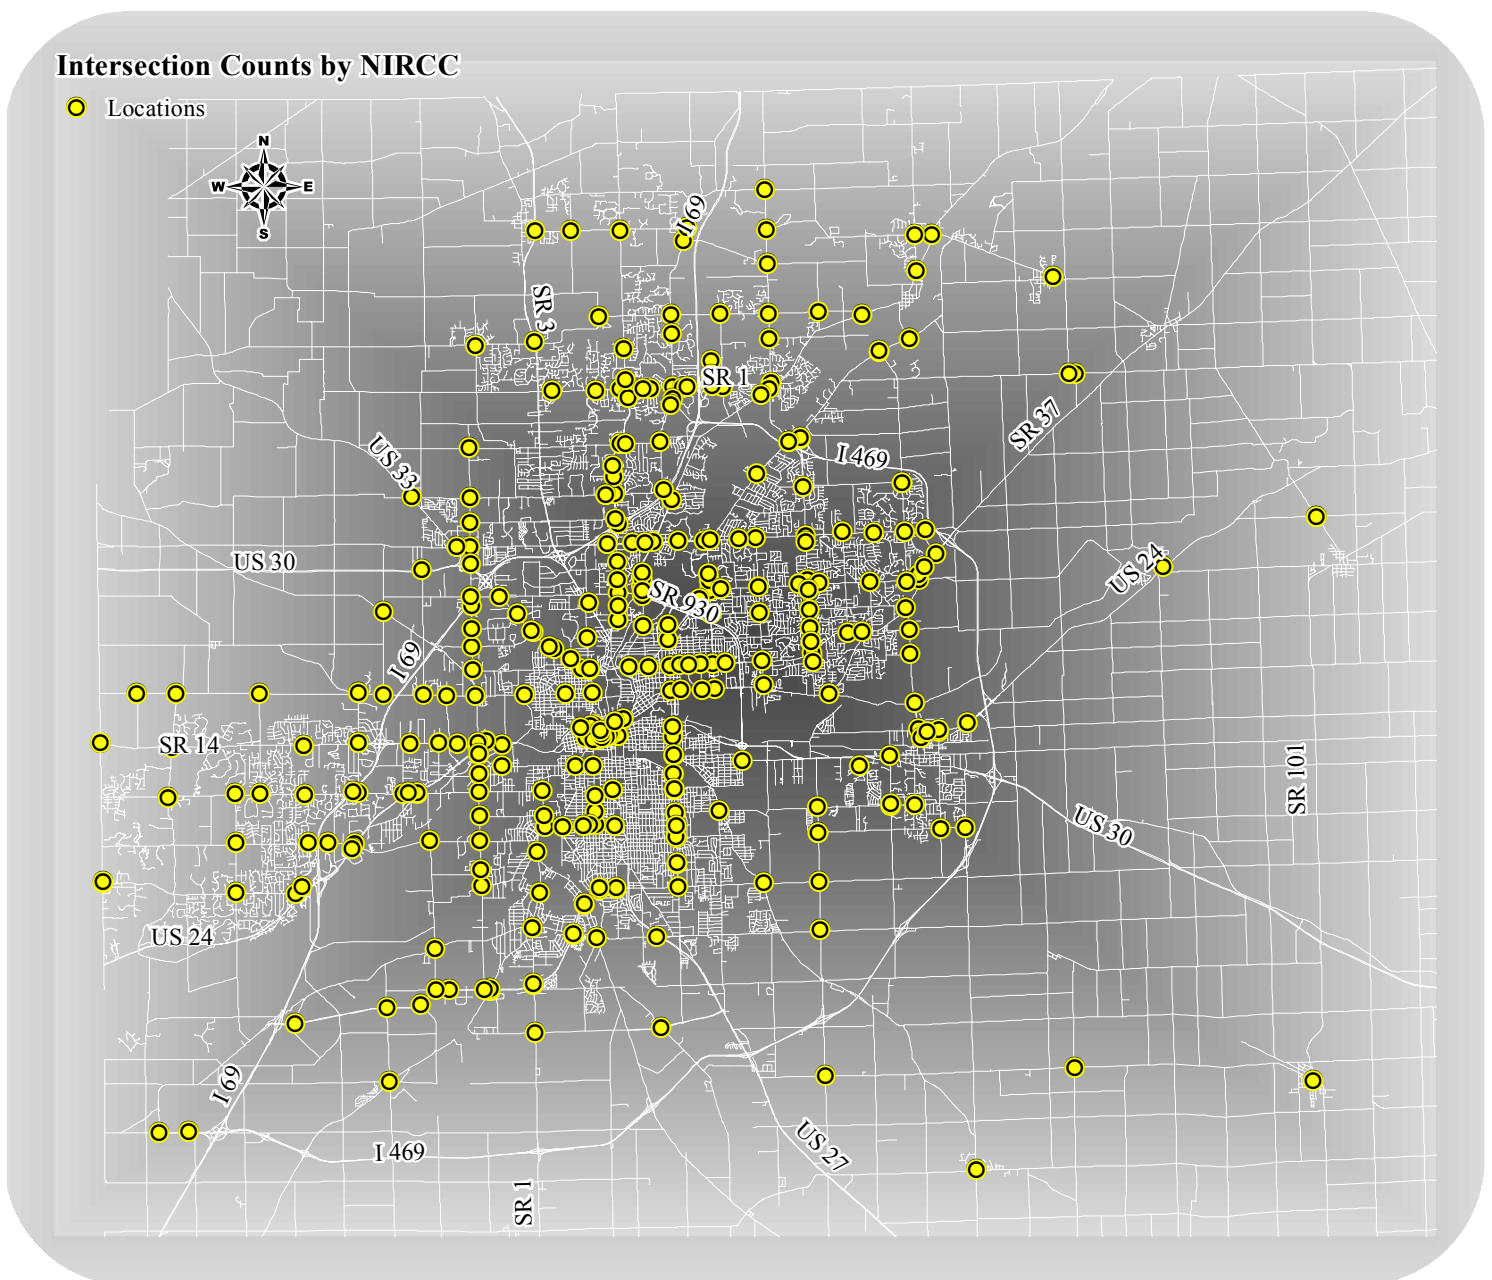 Intersection Counts by NIRCC
Locations
N
W E
S
I 69
SR 3
SR 1
SR 37
US 33
I 469
US 30
US 24
SR 930
I 69
SR 14
SR 101
US 30
US 24
I 69
I 469
US 27
SR 1